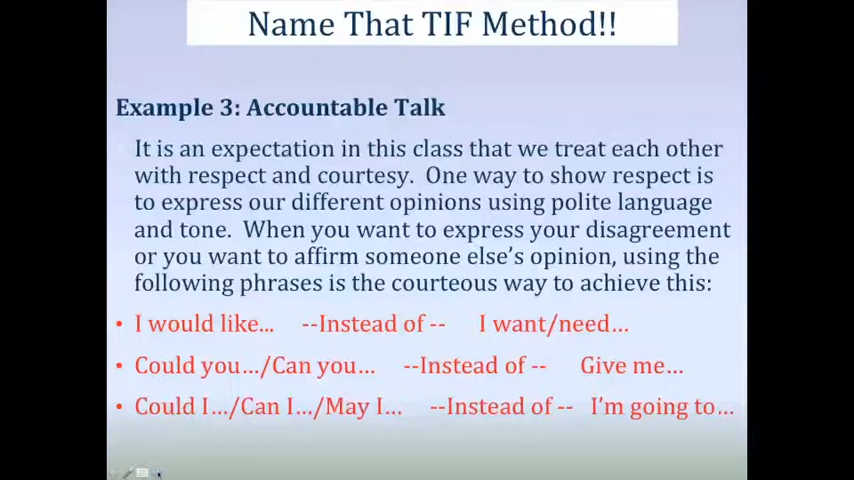 Name That TIF Method!!
Example 3: Accountable Talk
It is an expectation in this class that we treat each other
with respect and courtesy. One way to show respect is
to express our different opinions using polite language
and tone. When you want to express your disagreement
or you want to affirm someone else’s opinion, using the
following phrases is the courteous way to achieve this:
• I would like... --Instead of -- I want/need…
• Could you…/Can you… --Instead of -- Give me…
• Could I…/Can I…/May I… --Instead of -- I’m going to…